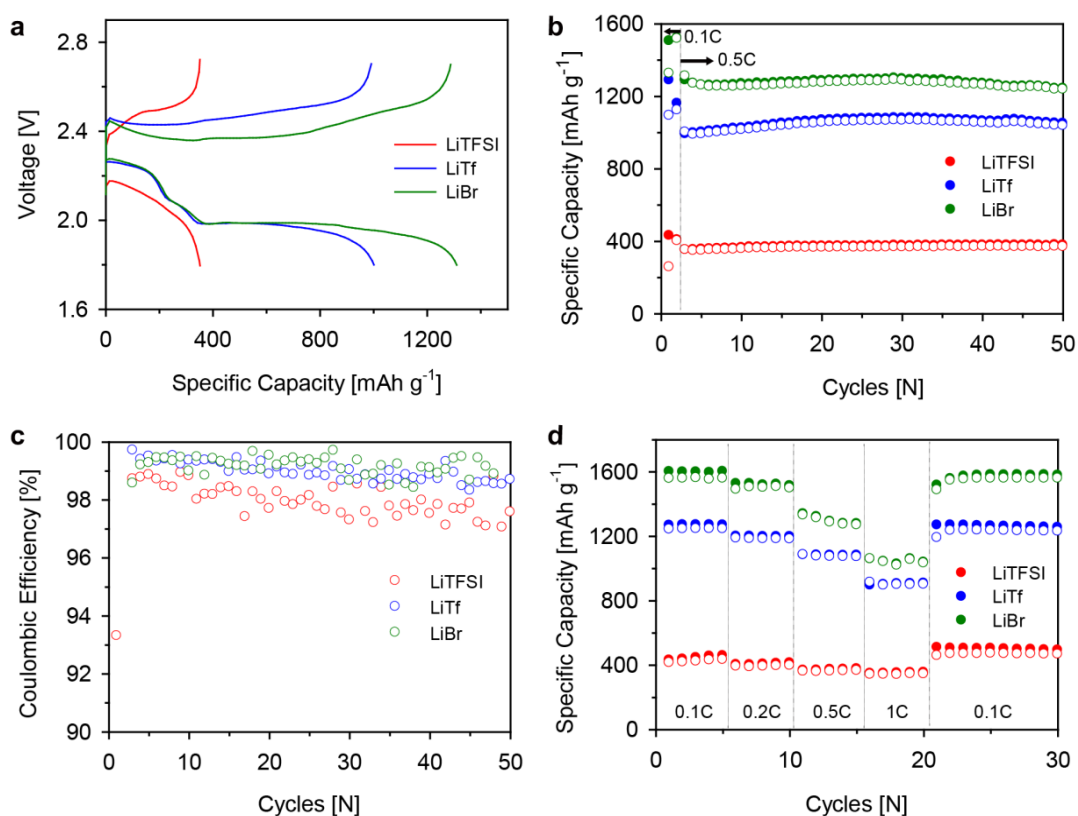 a
2.8
2.4
2.0
1.6
Voltage [V]
LiTFSI
LiTf
LiBr
0
400
800
1200
Specific Capacity [mAh g⁻¹]
b
1600
1200
800
400
0
Specific Capacity [mAh g⁻¹]
0.1C
0.5C
LiTFSI
LiTf
LiBr
0
10
20
30
40
50
Cycles [N]
c
100
98
96
94
92
90
Coulombic Efficiency [%]
LiTFSI
LiTf
LiBr
0
10
20
30
40
50
Cycles [N]
d
1600
1200
800
400
0
Specific Capacity [mAh g⁻¹]
LiTFSI
LiTf
LiBr
0.1C
0.2C
0.5C
1C
0.1C
0
10
20
30
Cycles [N]